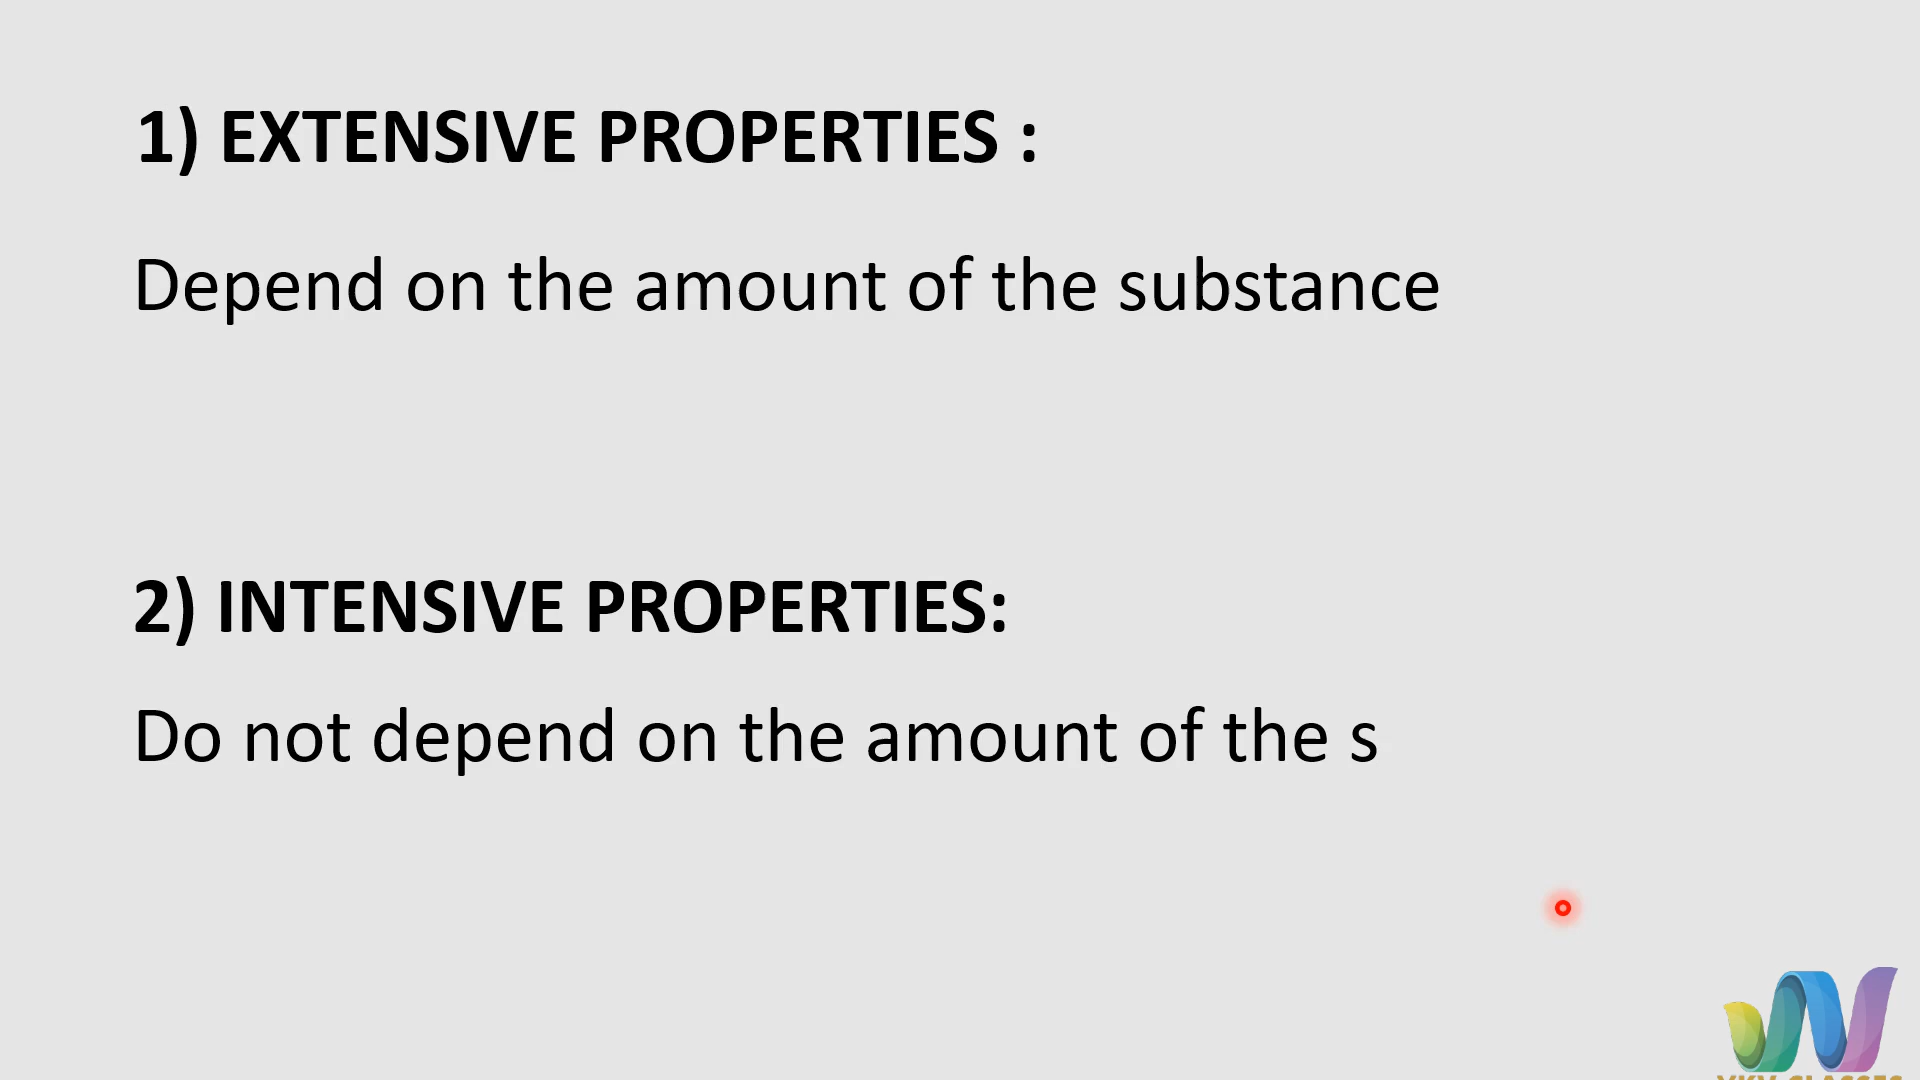 1) EXTENSIVE PROPERTIES :
Depend on the amount of the substance
2) INTENSIVE PROPERTIES:
Do not depend on the amount of the s